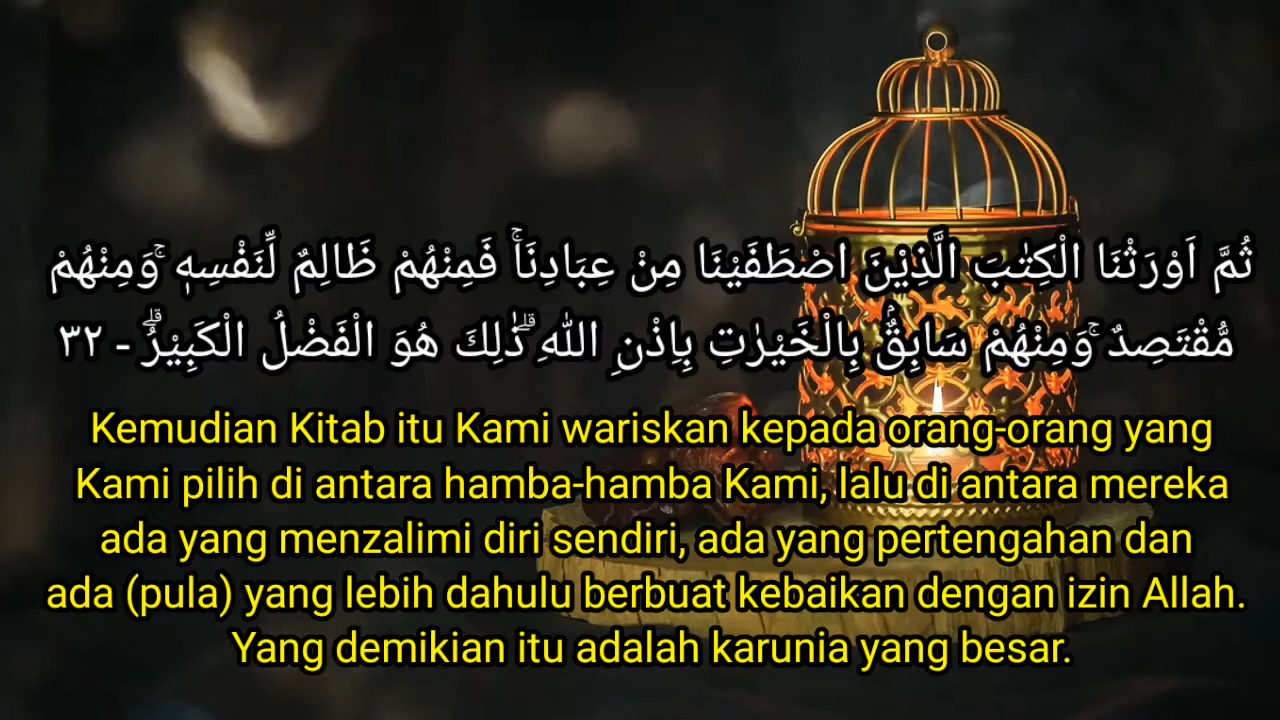 ثُمَّ اَوْرَثْنَا الْكِتٰبَ الَّذِيْنَ اصْطَفَيْنَا مِنْ عِبَادِنَاۚ فَمِنْهُمْ ظَالِمٌ لِّنَفْسِهٖ ۚوَمِنْهُمْ
مُّقْتَصِدٌ ۚوَمِنْهُمْ سَابِقٌۢ بِالْخَيْرٰتِ بِاِذْنِ اللّٰهِ ۗذٰلِكَ هُوَ الْفَضْلُ الْكَبِيْرُۗ - ٣٢
Kemudian Kitab itu Kami wariskan kepada orang-orang yang
Kami pilih di antara hamba-hamba Kami, lalu di antara mereka
ada yang menzalimi diri sendiri, ada yang pertengahan dan
ada (pula) yang lebih dahulu berbuat kebaikan dengan izin Allah.
Yang demikian itu adalah karunia yang besar.